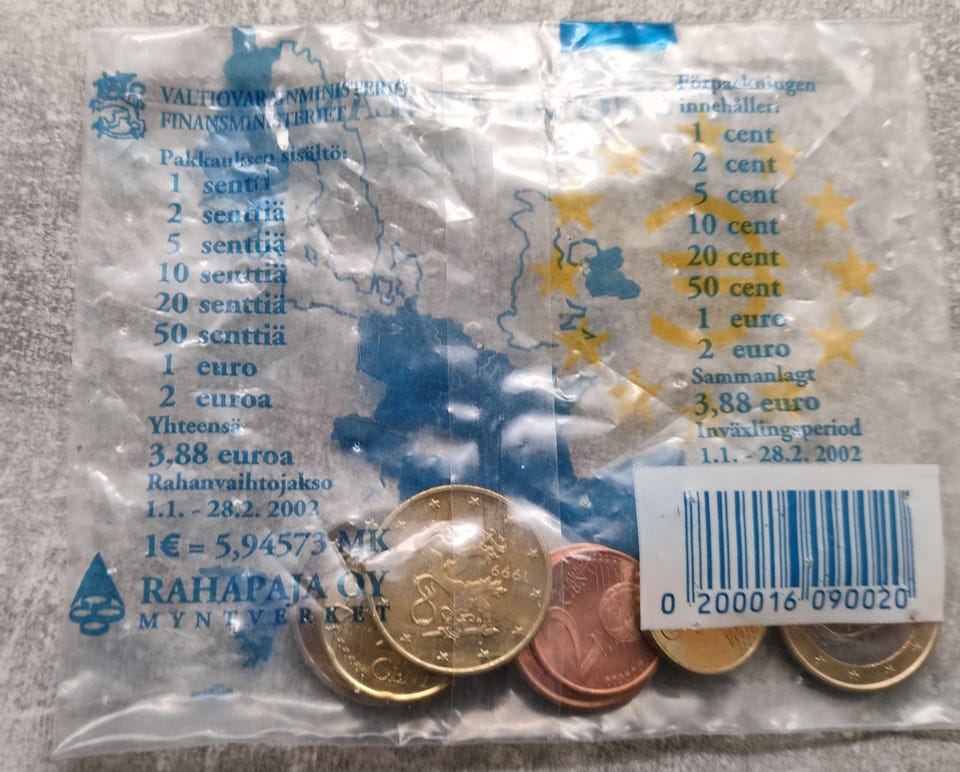 VALTIOVARAINMINISTERIÖ
FINANSMINISTERIET
Pakkauksen sisältö:
1 sentti
2 senttiä
5 senttiä
10 senttiä
20 senttiä
50 senttiä
1 euro
2 euroa
Yhteensä
3,88 euroa
Rahanvaihtojakso
1.1. - 28.2. 2002
1€ = 5,94573 MK
RAHAPAJA OY
MYNTVERKET
Förpackningen
innehåller:
1 cent
2 cent
5 cent
10 cent
20 cent
50 cent
1 euro
2 euro
Sammanlagt
3,88 euro
Inväxlingsperiod
1.1. - 28.2. 2002
0 200016 090020
1999
CENT
2